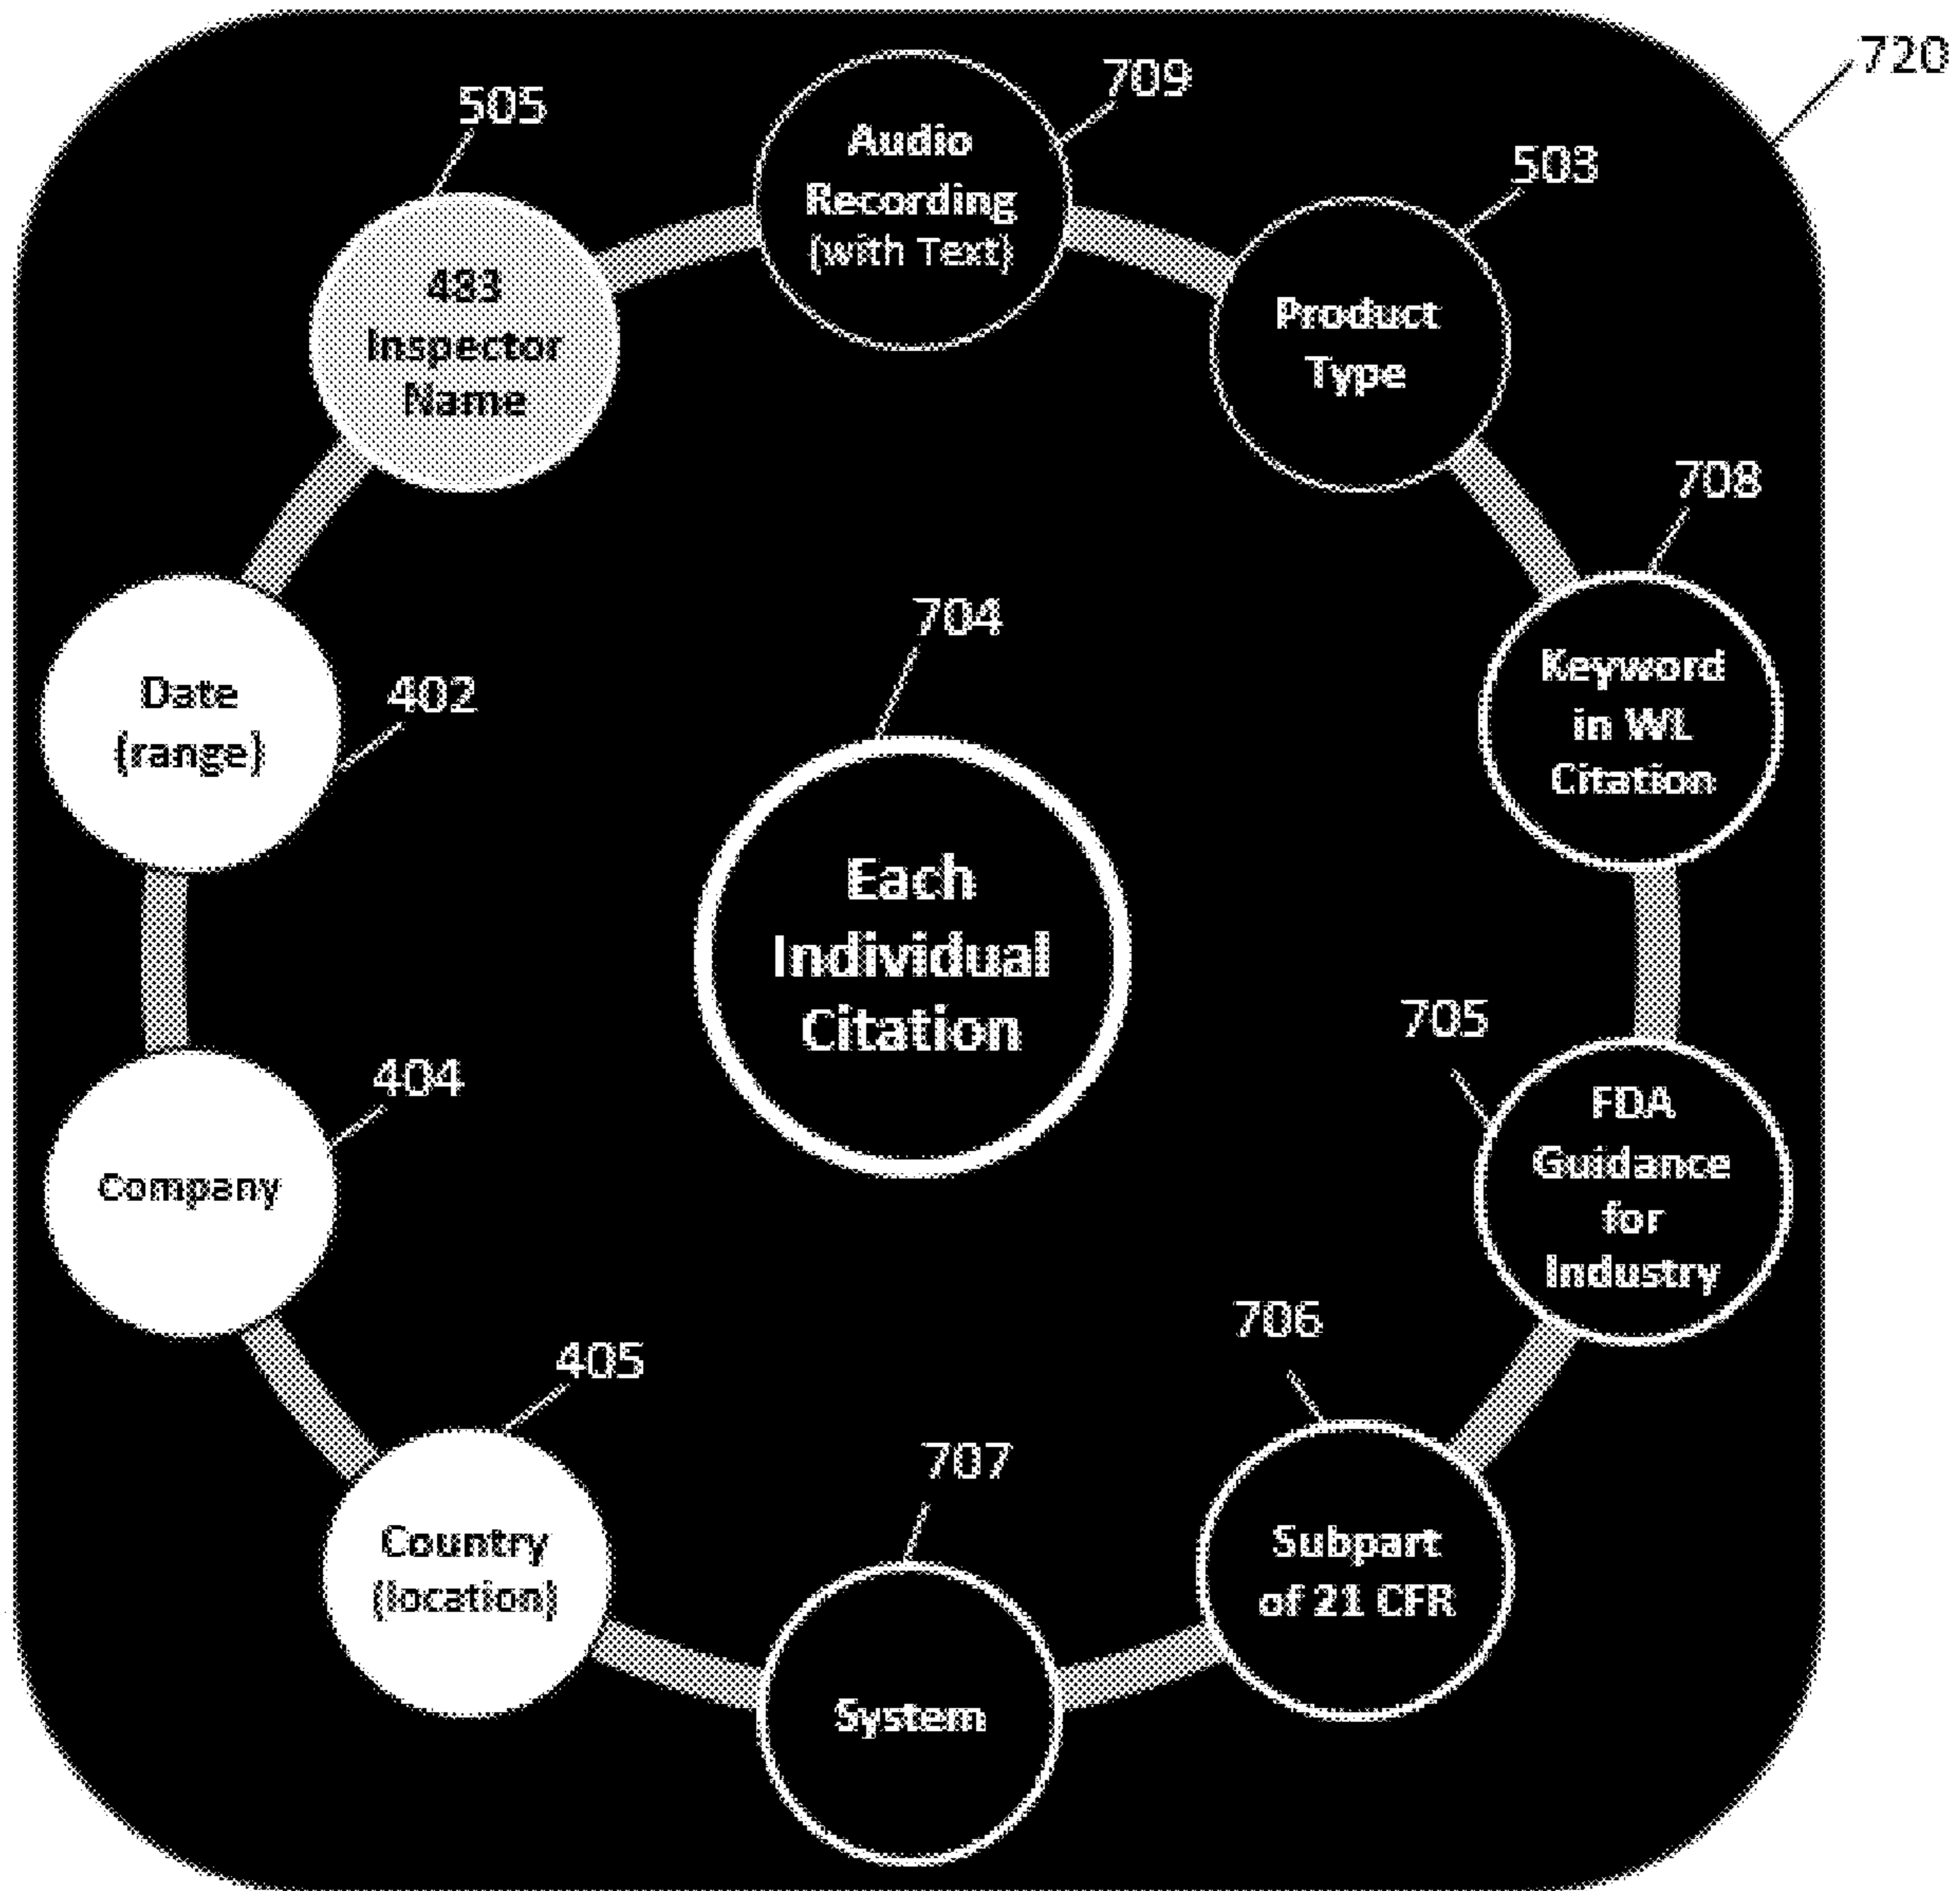 720
709
Audio
Recording
(with Text)
505
483
Inspector
Name
503
Product
Type
708
Keyword
in WL
Citation
Date
(range)
402
704
Each
Individual
Citation
705
FDA
Guidance
for
Industry
404
Company
706
Subpart
of 21 CFR
405
Country
(location)
707
System